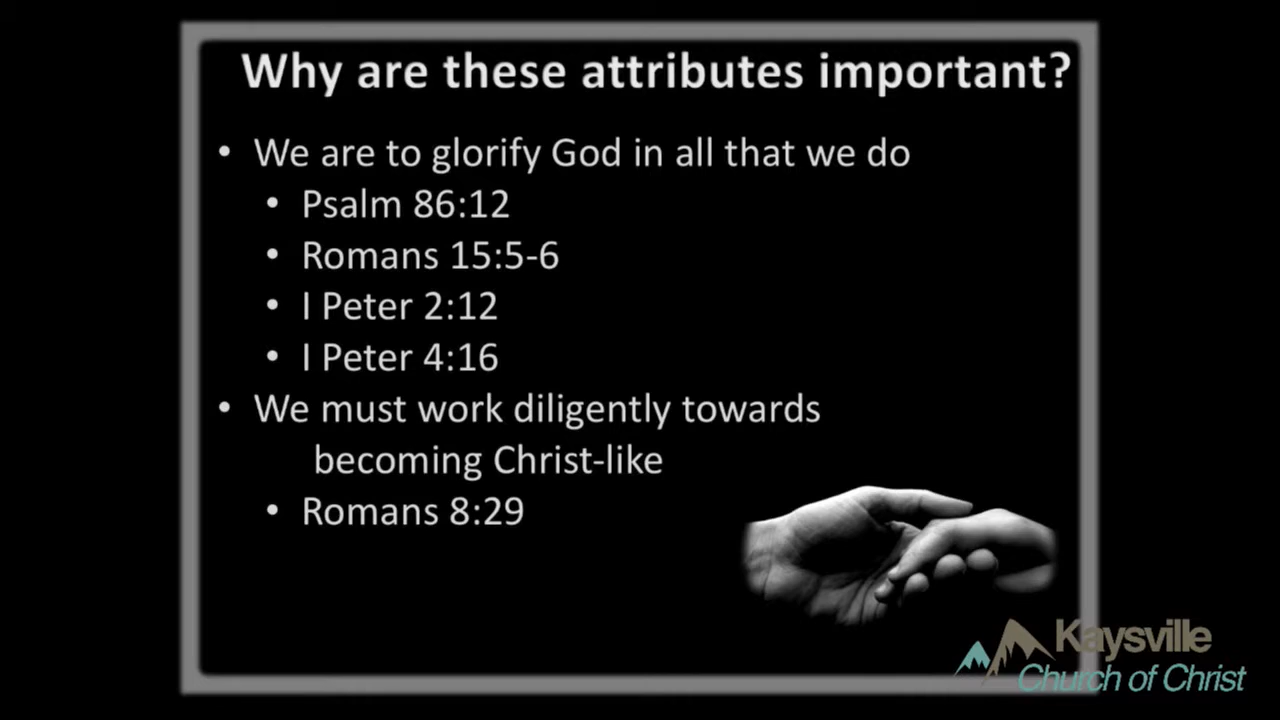 Why are these attributes important?
• We are to glorify God in all that we do
• Psalm 86:12
• Romans 15:5-6
• I Peter 2:12
• I Peter 4:16
• We must work diligently towards
becoming Christ-like
• Romans 8:29
Kaysville
Church of Christ